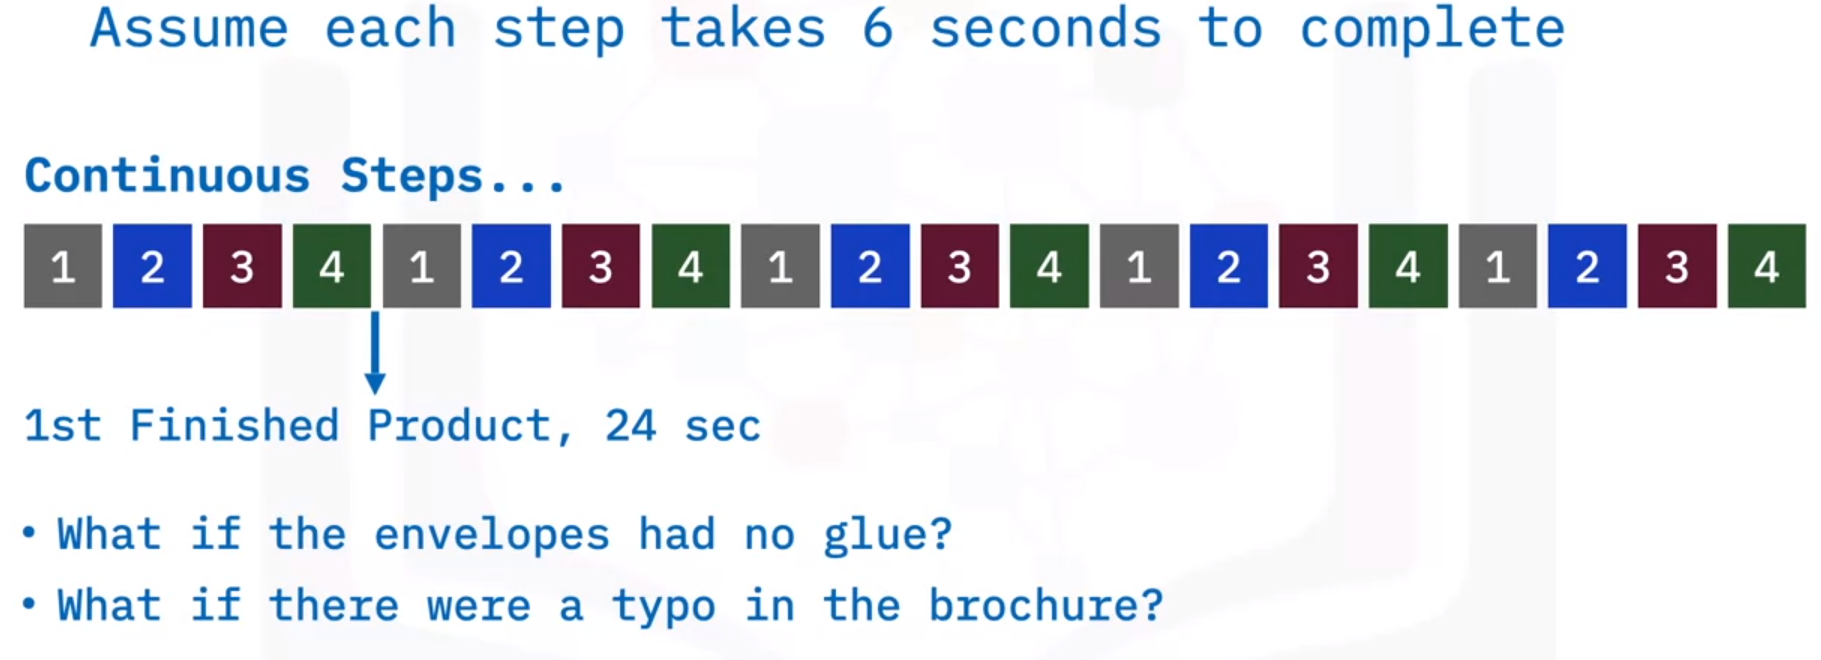 Assume each step takes 6 seconds to complete
Continuous Steps...
1 2 3 4 1 2 3 4 1 2 3 4 1 2 3 4 1 2 3 4
1st Finished Product, 24 sec
• What if the envelopes had no glue?
• What if there were a typo in the brochure?